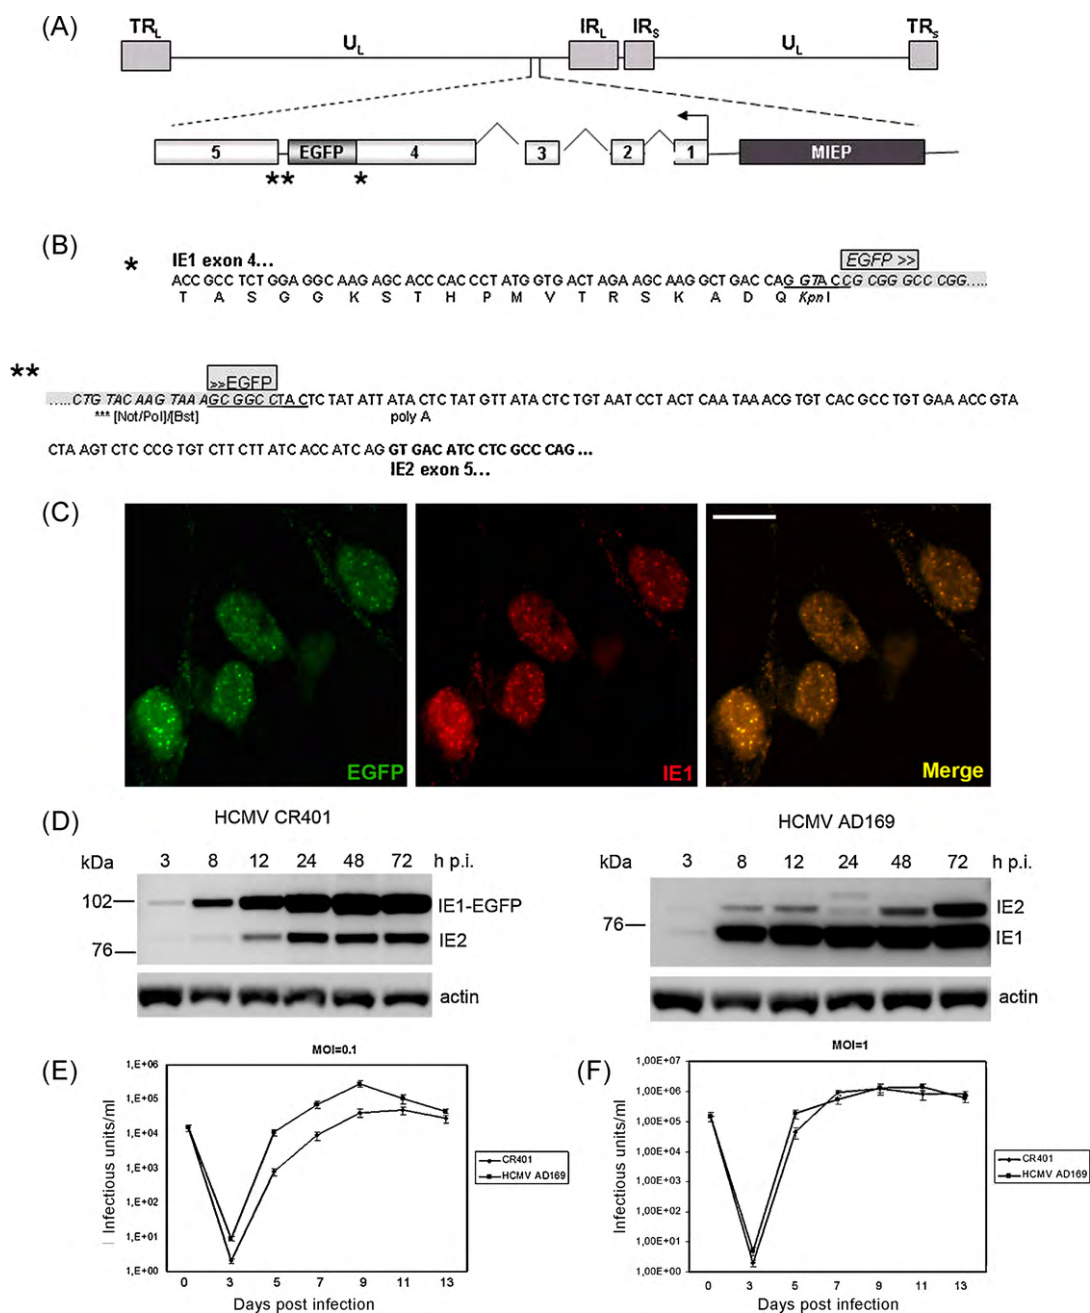 (A)
TRL UL IRL IRS UL TRS
5 EGFP 4 3 2 1 MIEP
** *
(B)
IE1 exon 4...
* EGFP >>
ACC GCC TCT GGA GGC AAG AGC ACC CAC CCT ATG GTG ACT AGA AGC AAG GCT GAC CAG GTAC CGC GGG CCC GG.....
T A S G G K S T H P M V T R S K A D Q Kpn I
**
>>EGFP
.....CTG TAC AAG TAA AGCGGCC TAC TC TAT ATT ATA CTC TAT GTT ATA CTC TGT AAT CCT ACT CAA TAA ACG TGT CAC GCC TGT GAA ACC GTA
*** [Not/Pol]/[Bst] poly A
CTA AGT CTC CCG TGT CTT CTT ATC ACC ATC AG GT GAC ATC CTC GCC CAG ...
IE2 exon 5...
(C)
EGFP IE1 Merge
(D)
HCMV CR401
kDa 3 8 12 24 48 72 h p.i.
102 IE1-EGFP
76 IE2
actin
HCMV AD169
kDa 3 8 12 24 48 72 h p.i.
IE2
76 IE1
actin
(E)
MOI=0.1
Infectious units/ml
1,E+06
1,E+05
1,E+04
1,E+03
1,E+02
1,E+01
1,E+00
0 3 5 7 9 11 13
Days post infection
CR401
HCMV AD169
(F)
MOI=1
Infectious units/ml
1,00E+07
1,00E+06
1,00E+05
1,00E+04
1,00E+03
1,00E+02
1,00E+01
1,00E+00
0 3 5 7 9 11 13
Days post infection
CR401
HCMV AD169